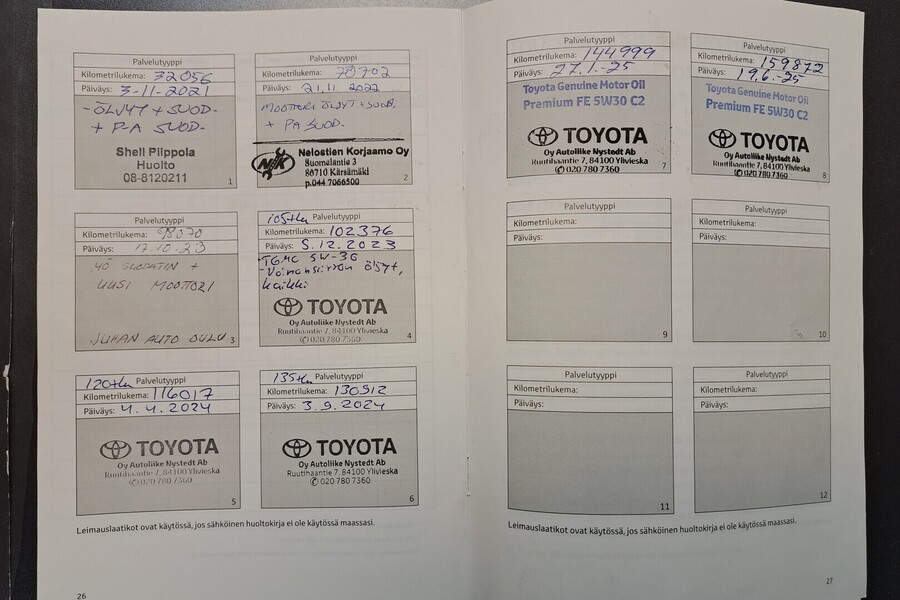 Palvelutyyppi
Kilometrilukema: 32056
Päiväys: 3-11-2021
-ÖLJYT + SUOD-
+ P-A SUOD-
Shell Piippola
Huolto
08-8120211
1
Palvelutyyppi
Kilometrilukema: 70702
Päiväys: 21.11.2022
MOOTTORI ÖLJYT + SUOD.
+ PA SUOD.
Nelostien Korjaamo Oy
Suomalantie 3
86710 Kärsämäki
p.044 7066500
2
Palvelutyyppi
Kilometrilukema:
Päiväys: 17.10.23
SUODATIN +
UUSI MOOTTORI
JUHAN AUTO OULU
3
105tkm Palvelutyyppi
Kilometrilukema: 102376
Päiväys: 5.12.2023
-TGMO 5W-30
-Voimansiirron öljyt,
kaikki
TOYOTA
Oy Autoliike Nystedt Ab
Ruutihaantie 7, 84100 Ylivieska
✆ 020 780 7360
4
120tkm Palvelutyyppi
Kilometrilukema: 116017
Päiväys: 4.4.2024
TOYOTA
Oy Autoliike Nystedt Ab
Ruutihaantie 7, 84100 Ylivieska
✆ 020 780 7360
5
135tkm Palvelutyyppi
Kilometrilukema: 130912
Päiväys: 3.9.2024
TOYOTA
Oy Autoliike Nystedt Ab
Ruutihaantie 7, 84100 Ylivieska
✆ 020 780 7360
6
Leimauslaatikot ovat käytössä, jos sähköinen huoltokirja ei ole käytössä maassasi.
26
Palvelutyyppi
Kilometrilukema: 144999
Päiväys: 27.1.-25
Toyota Genuine Motor Oil
Premium FE 5W30 C2
TOYOTA
Oy Autoliike Nystedt Ab
Ruutihaantie 7, 84100 Ylivieska
✆ 020 780 7360
7
Palvelutyyppi
Kilometrilukema: 159872
Päiväys: 19.6.-25
Toyota Genuine Motor Oil
Premium FE 5W30 C2
TOYOTA
Oy Autoliike Nystedt Ab
Ruutihaantie 7, 84100 Ylivieska
✆ 020 780 7360
8
Palvelutyyppi
Kilometrilukema:
Päiväys:
9
Palvelutyyppi
Kilometrilukema:
Päiväys:
10
Palvelutyyppi
Kilometrilukema:
Päiväys:
11
Palvelutyyppi
Kilometrilukema:
Päiväys:
12
Leimauslaatikot ovat käytössä, jos sähköinen huoltokirja ei ole käytössä maassasi.
27